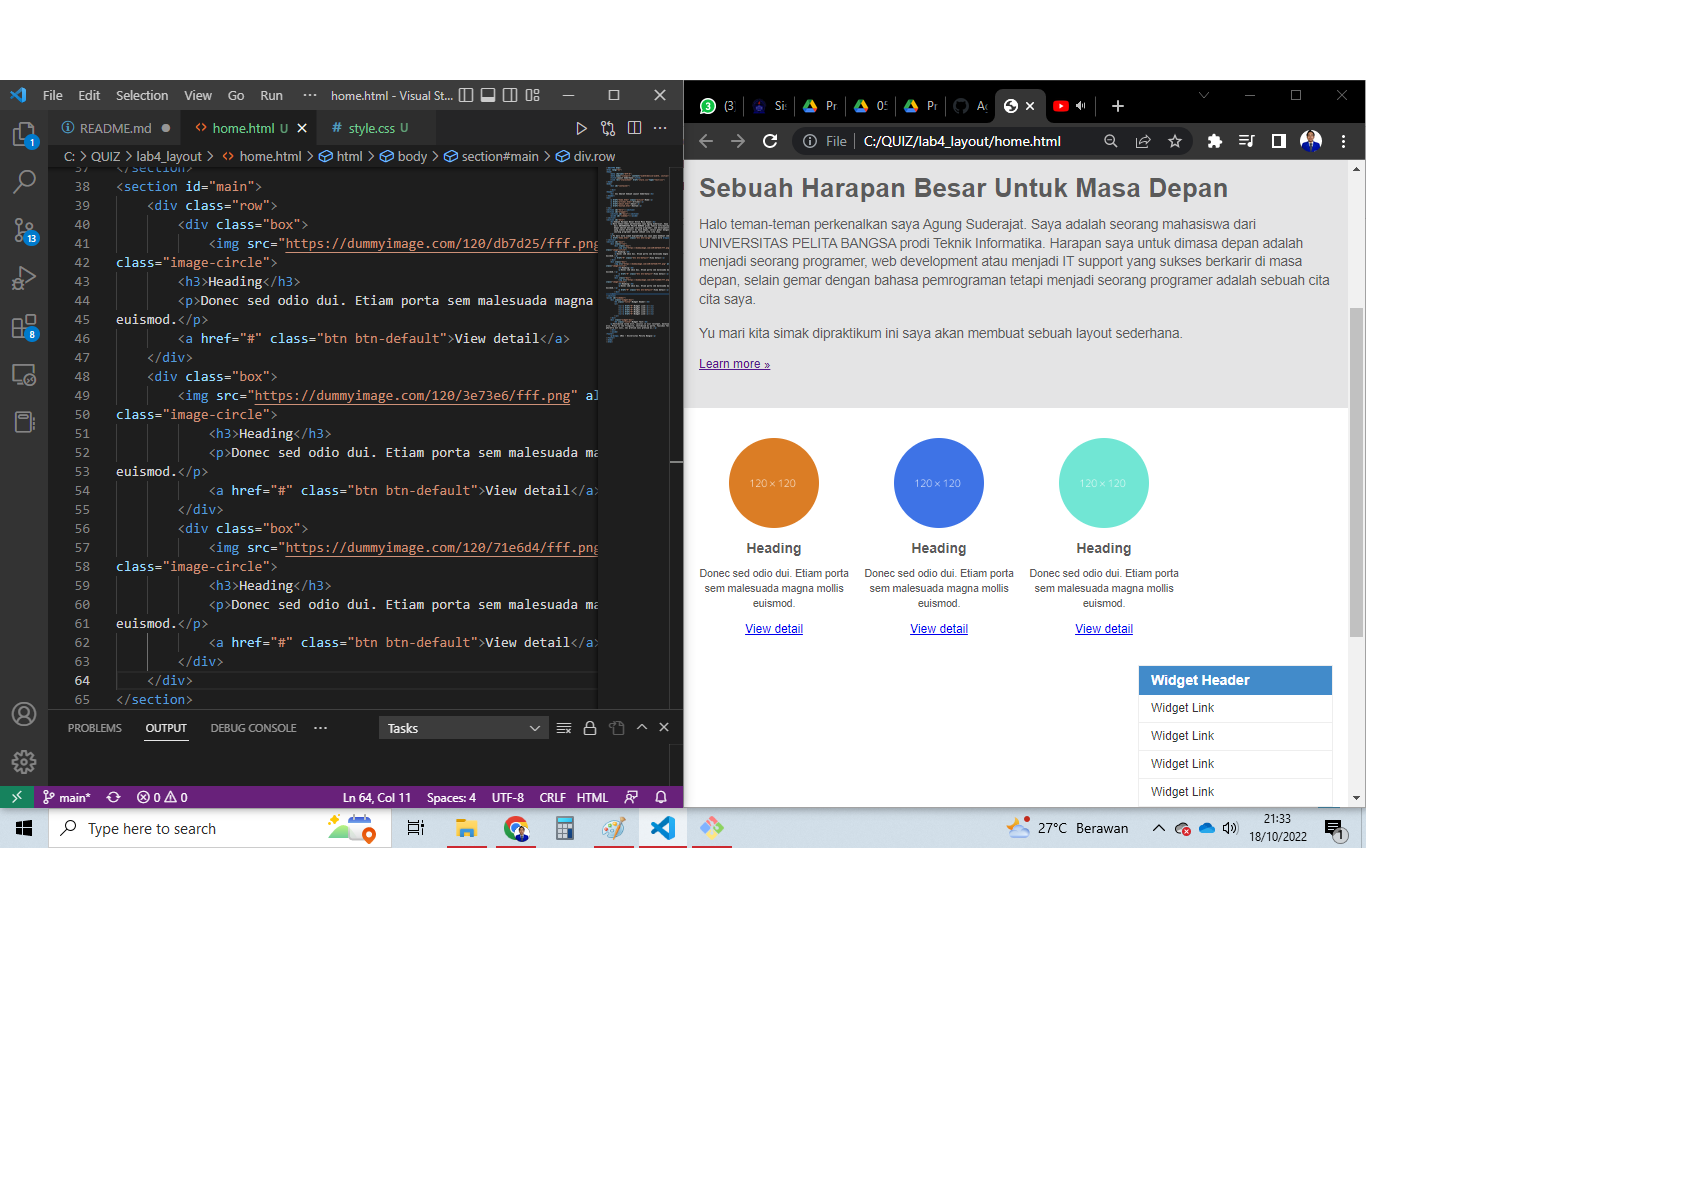 File Edit Selection View Go Run ··· home.html - Visual St...
README.md ● home.html U style.css U
C: > QUIZ > lab4_layout > home.html > html > body > section#main > div.row
37 </section>
38 <section id="main">
39 <div class="row">
40 <div class="box">
41 <img src="https://dummyimage.com/120/db7d25/fff.png
42 class="image-circle">
43 <h3>Heading</h3>
44 <p>Donec sed odio dui. Etiam porta sem malesuada magna
45 euismod.</p>
46 <a href="#" class="btn btn-default">View detail</a>
47 </div>
48 <div class="box">
49 <img src="https://dummyimage.com/120/3e73e6/fff.png" al
50 class="image-circle">
51 <h3>Heading</h3>
52 <p>Donec sed odio dui. Etiam porta sem malesuada ma
53 euismod.</p>
54 <a href="#" class="btn btn-default">View detail</a>
55 </div>
56 <div class="box">
57 <img src="https://dummyimage.com/120/71e6d4/fff.png
58 class="image-circle">
59 <h3>Heading</h3>
60 <p>Donec sed odio dui. Etiam porta sem malesuada ma
61 euismod.</p>
62 <a href="#" class="btn btn-default">View detail</a>
63 </div>
64 </div>
65 </section>
PROBLEMS OUTPUT DEBUG CONSOLE ··· Tasks
main* 0 0 Ln 64, Col 11 Spaces: 4 UTF-8 CRLF HTML
1
13
8
3 (3) Si Pr 05 Pr Ag
File C:/QUIZ/lab4_layout/home.html
Sebuah Harapan Besar Untuk Masa Depan
Halo teman-teman perkenalkan saya Agung Suderajat. Saya adalah seorang mahasiswa dari
UNIVERSITAS PELITA BANGSA prodi Teknik Informatika. Harapan saya untuk dimasa depan adalah
menjadi seorang programer, web development atau menjadi IT support yang sukses berkarir di masa
depan, selain gemar dengan bahasa pemrograman tetapi menjadi seorang programer adalah sebuah cita
cita saya.
Yu mari kita simak dipraktikum ini saya akan membuat sebuah layout sederhana.
Learn more »
120 × 120 120 × 120 120 × 120
Heading Heading Heading
Donec sed odio dui. Etiam porta Donec sed odio dui. Etiam porta Donec sed odio dui. Etiam porta
sem malesuada magna mollis sem malesuada magna mollis sem malesuada magna mollis
euismod. euismod. euismod.
View detail View detail View detail
Widget Header
Widget Link
Widget Link
Widget Link
Widget Link
Type here to search 27°C Berawan 21:33
18/10/2022 1